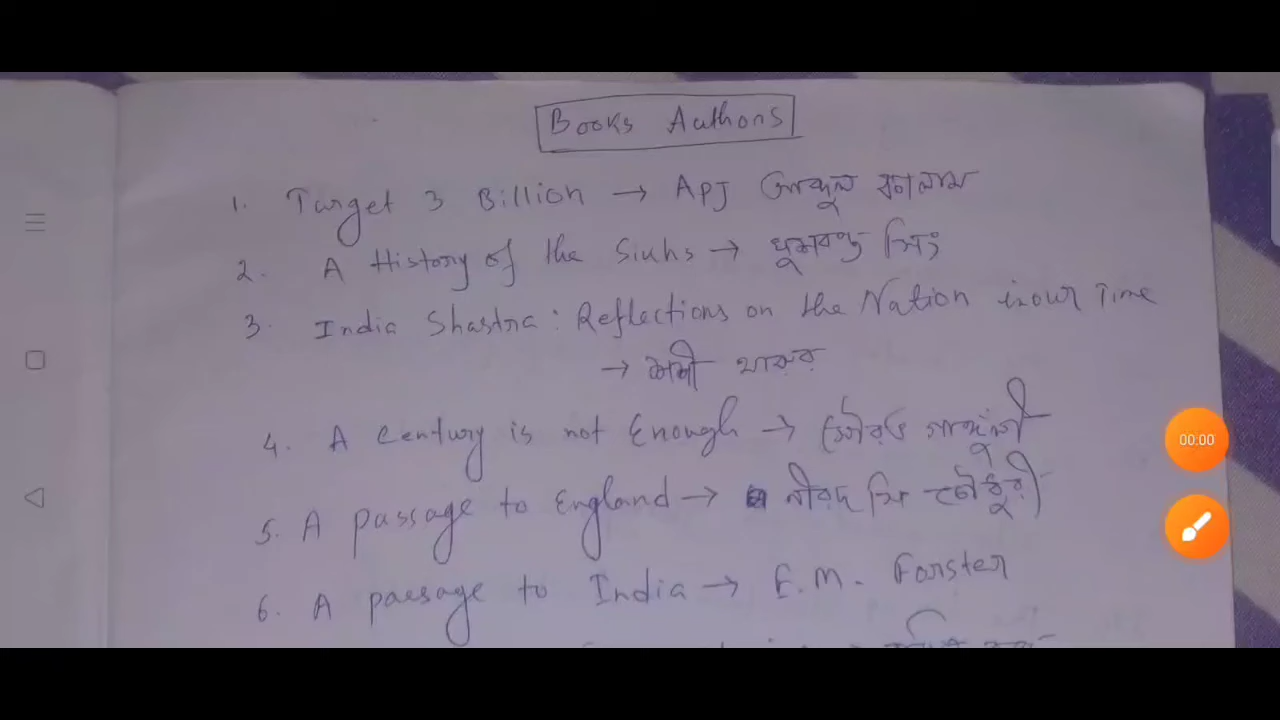 Books Authors
1. Target 3 Billion → APJ আব্দুল কালাম
2. A History of the Sikhs → খুশবন্ত সিং
3. India Shastra: Reflections on the Nation in our Time
→ শশী থারুর
4. A Century is not Enough → সৌরভ গাঙ্গুলী
5. A passage to England → নীরদ সি চৌধুরী
6. A passage to India → E.M. Forster
00:00